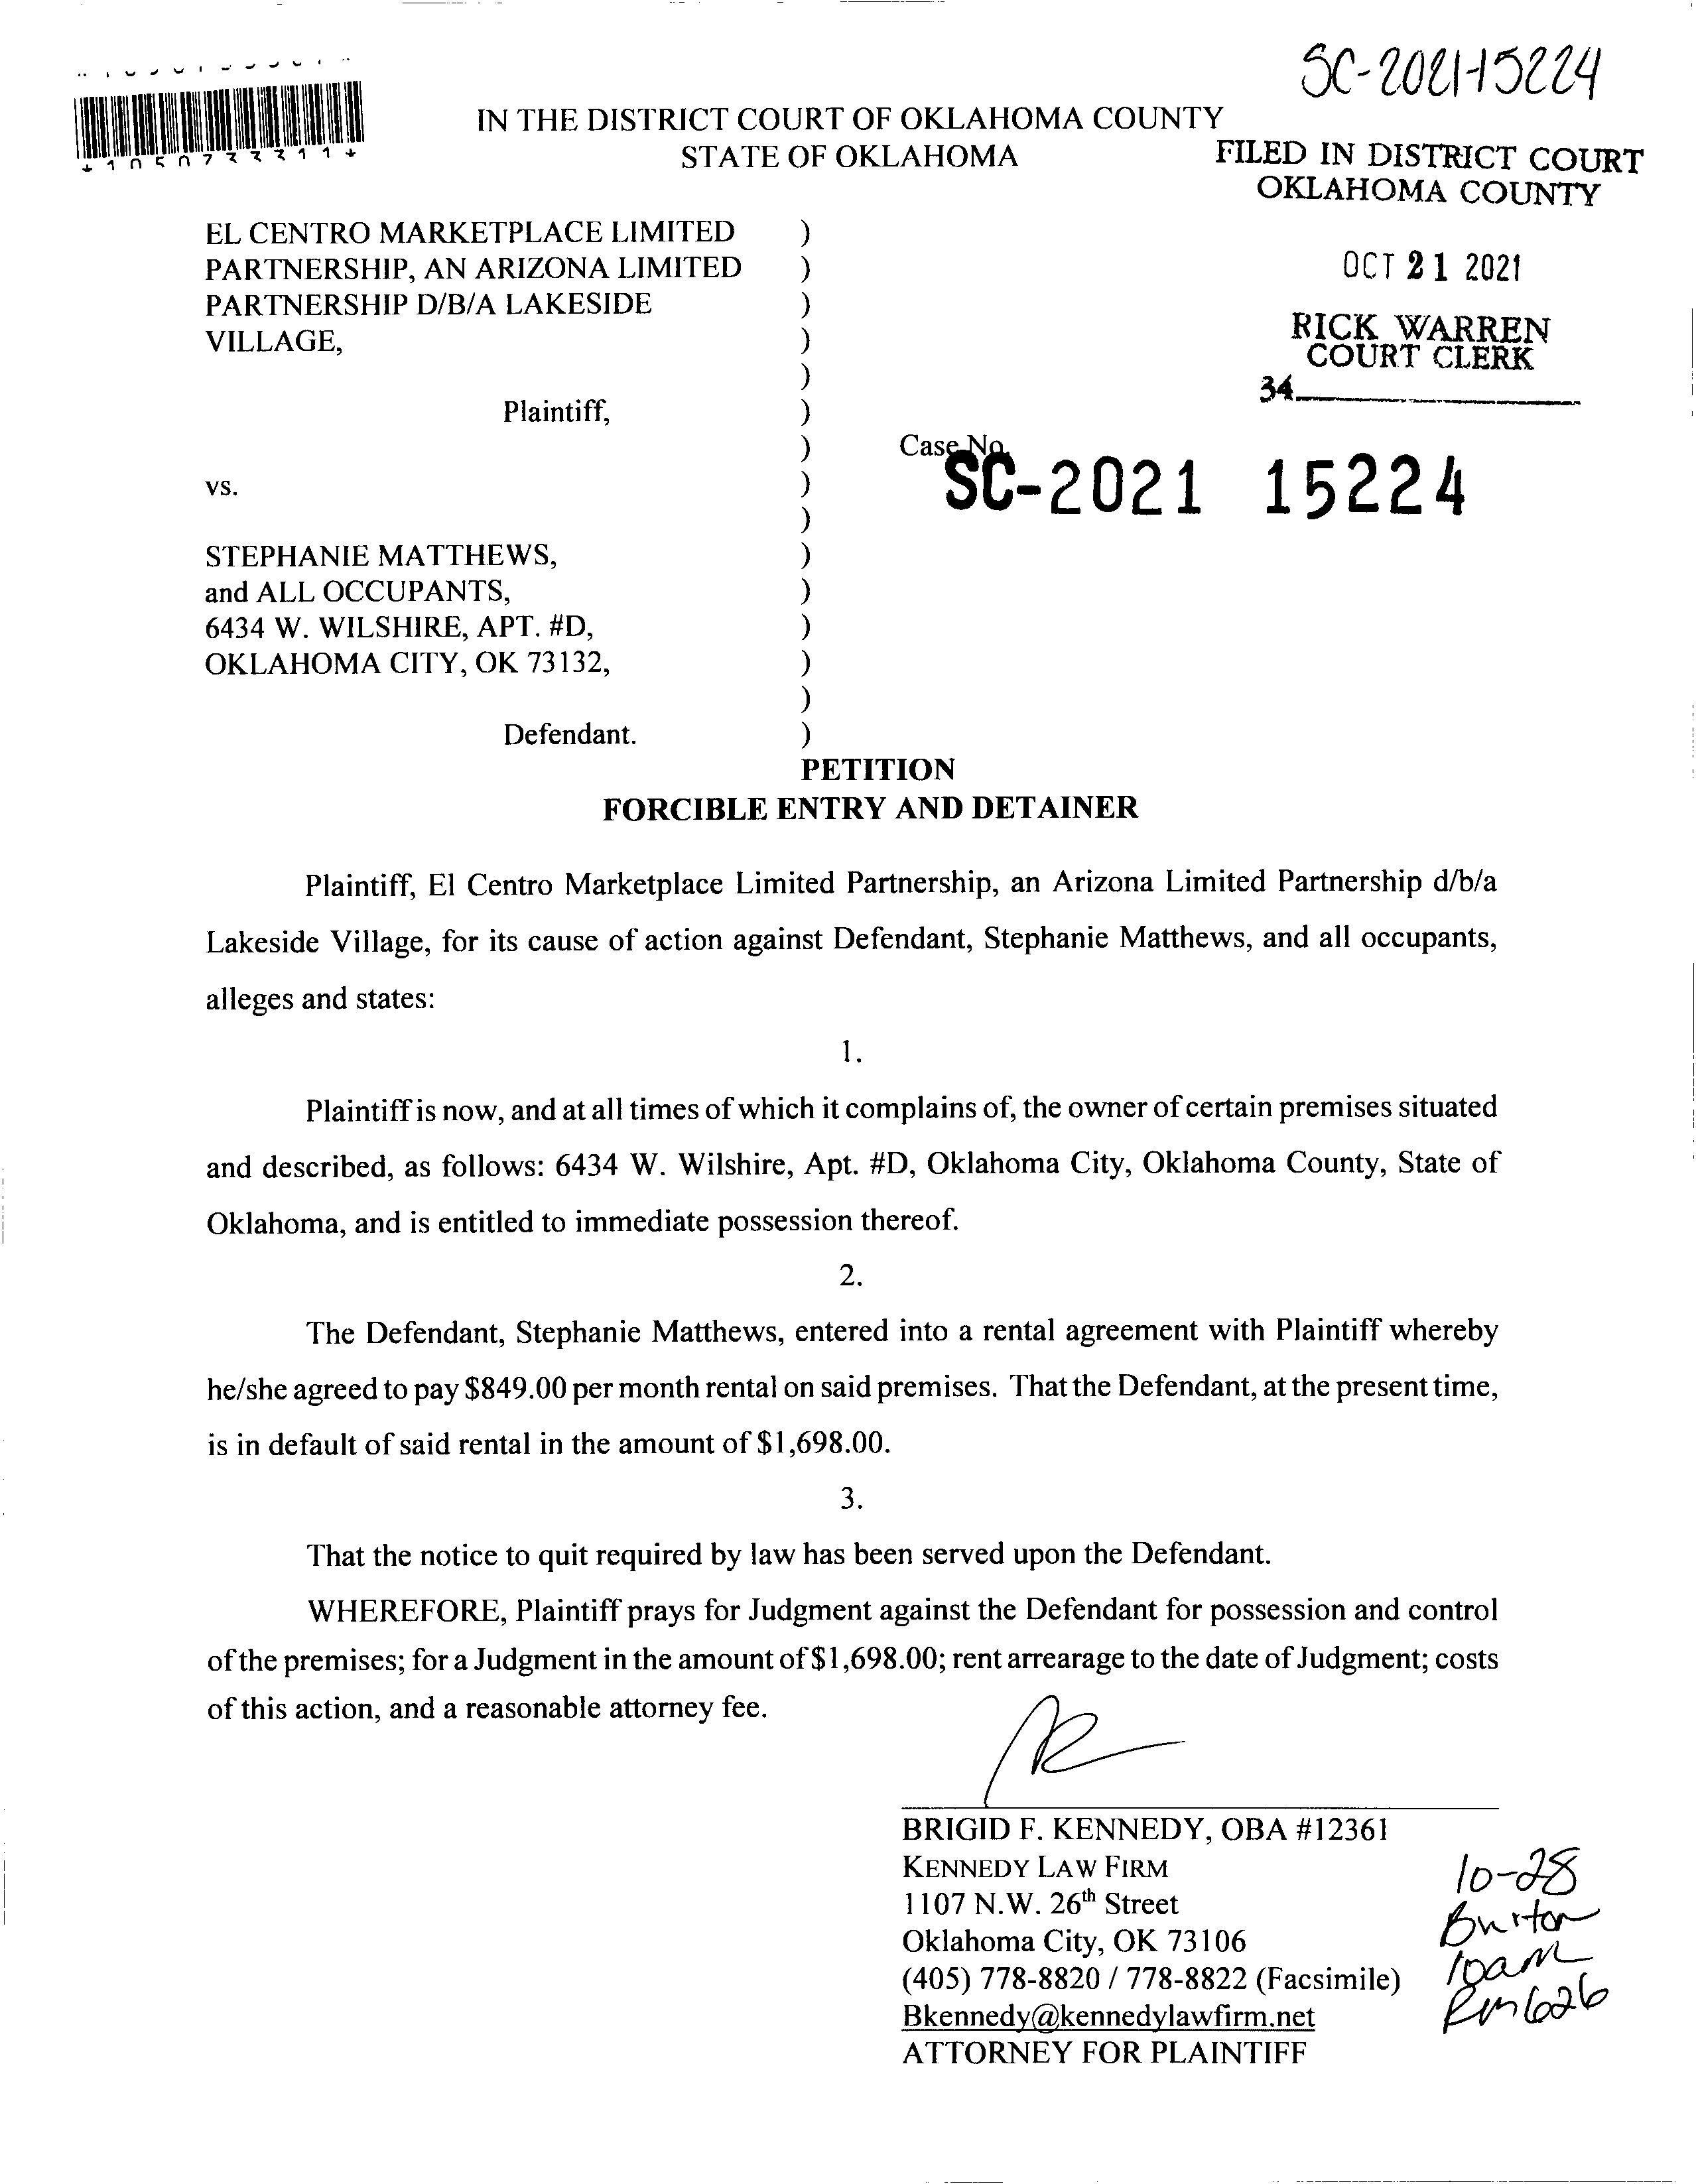 SC-2021-15224
*1050733311*
IN THE DISTRICT COURT OF OKLAHOMA COUNTY
STATE OF OKLAHOMA
FILED IN DISTRICT COURT
OKLAHOMA COUNTY
OCT 21 2021
RICK WARREN
COURT CLERK
34
EL CENTRO MARKETPLACE LIMITED )
PARTNERSHIP, AN ARIZONA LIMITED )
PARTNERSHIP D/B/A LAKESIDE )
VILLAGE, )
)
Plaintiff, )
) Case No.
SC-2021 15224
vs. )
)
STEPHANIE MATTHEWS, )
and ALL OCCUPANTS, )
6434 W. WILSHIRE, APT. #D, )
OKLAHOMA CITY, OK 73132, )
)
Defendant. )
PETITION
FORCIBLE ENTRY AND DETAINER
Plaintiff, El Centro Marketplace Limited Partnership, an Arizona Limited Partnership d/b/a
Lakeside Village, for its cause of action against Defendant, Stephanie Matthews, and all occupants,
alleges and states:
1.
Plaintiff is now, and at all times of which it complains of, the owner of certain premises situated
and described, as follows: 6434 W. Wilshire, Apt. #D, Oklahoma City, Oklahoma County, State of
Oklahoma, and is entitled to immediate possession thereof.
2.
The Defendant, Stephanie Matthews, entered into a rental agreement with Plaintiff whereby
he/she agreed to pay $849.00 per month rental on said premises. That the Defendant, at the present time,
is in default of said rental in the amount of $1,698.00.
3.
That the notice to quit required by law has been served upon the Defendant.
WHEREFORE, Plaintiff prays for Judgment against the Defendant for possession and control
of the premises; for a Judgment in the amount of $1,698.00; rent arrearage to the date of Judgment; costs
of this action, and a reasonable attorney fee.
BRIGID F. KENNEDY, OBA #12361
KENNEDY LAW FIRM
1107 N.W. 26th Street
Oklahoma City, OK 73106
(405) 778-8820 / 778-8822 (Facsimile)
Bkennedy@kennedylawfirm.net
ATTORNEY FOR PLAINTIFF
10-28
Burton
10am
Rm 626